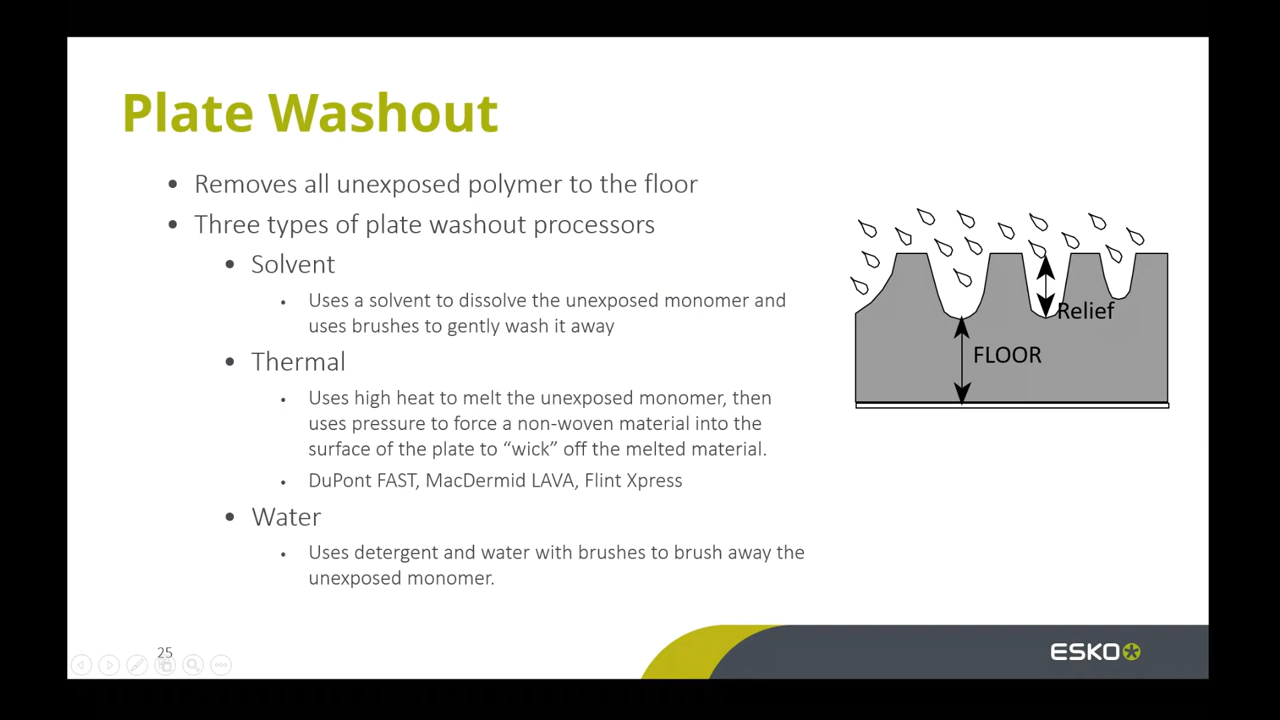 Plate Washout
• Removes all unexposed polymer to the floor
• Three types of plate washout processors
• Solvent
• Uses a solvent to dissolve the unexposed monomer and
uses brushes to gently wash it away
• Thermal
• Uses high heat to melt the unexposed monomer, then
uses pressure to force a non-woven material into the
surface of the plate to “wick” off the melted material.
• DuPont FAST, MacDermid LAVA, Flint Xpress
• Water
• Uses detergent and water with brushes to brush away the
unexposed monomer.
Relief
FLOOR
25
ESKO